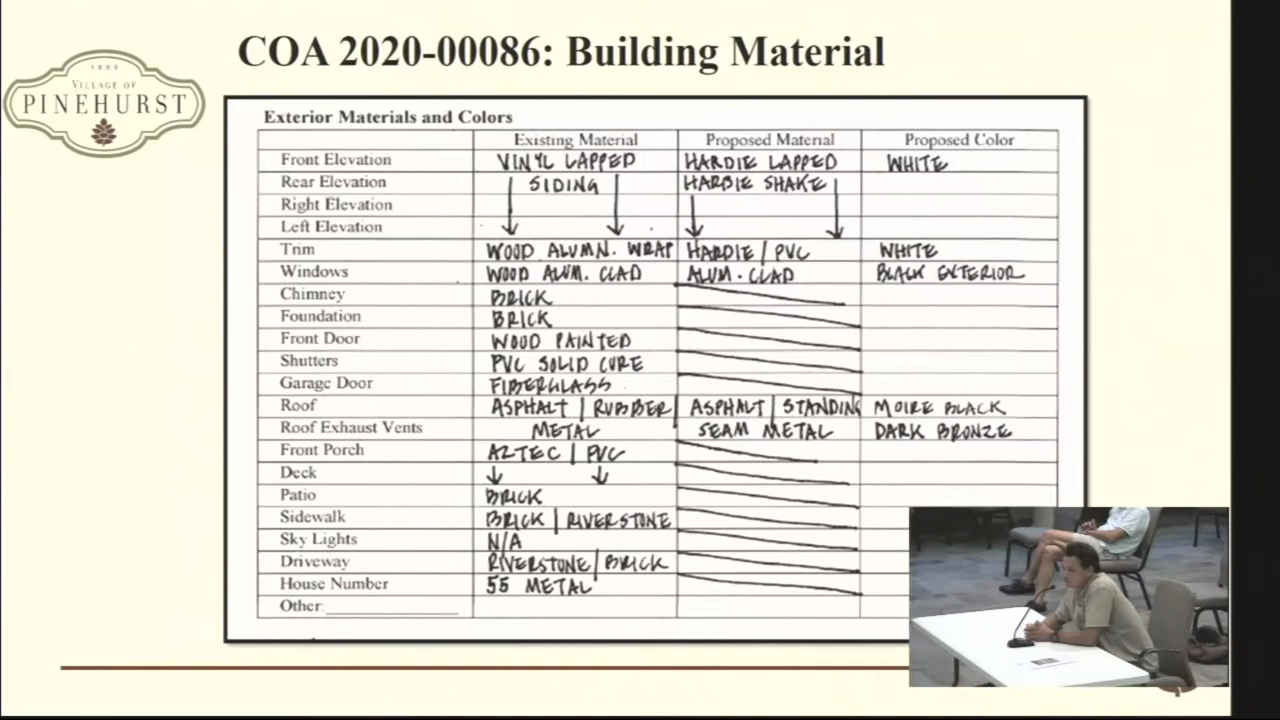 COA 2020-00086: Building Material
1895
VILLAGE OF
PINEHURST
Exterior Materials and Colors
Existing Material Proposed Material Proposed Color
Front Elevation VINYL LAPPED HARDIE LAPPED WHITE
Rear Elevation SIDING HARDIE SHAKE
Right Elevation
Left Elevation
Trim WOOD ALUMN. WRAP HARDIE | PVC WHITE
Windows WOOD ALUM. CLAD ALUM. CLAD BLACK EXTERIOR
Chimney BRICK
Foundation BRICK
Front Door WOOD PAINTED
Shutters PVC SOLID CORE
Garage Door FIBERGLASS
Roof ASPHALT | RUBBER | ASPHALT | STANDING MOIRE BLACK
Roof Exhaust Vents METAL SEAM METAL DARK BRONZE
Front Porch AZTEC | PVC
Deck
Patio BRICK
Sidewalk BRICK | RIVERSTONE
Sky Lights N/A
Driveway RIVERSTONE | BRICK
House Number 55 METAL
Other: